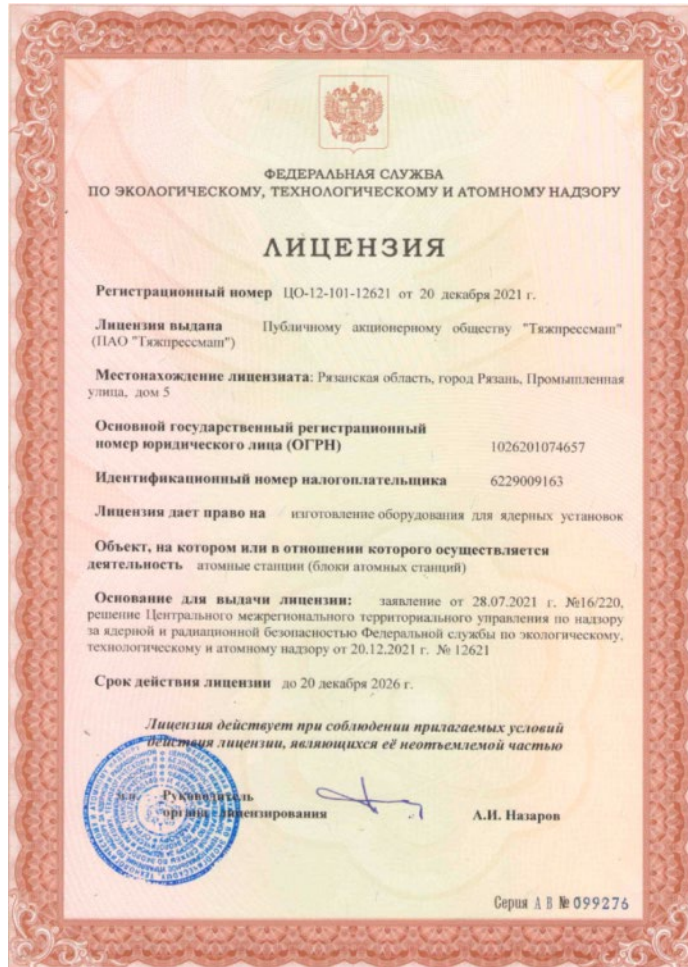 ФЕДЕРАЛЬНАЯ СЛУЖБА
ПО ЭКОЛОГИЧЕСКОМУ, ТЕХНОЛОГИЧЕСКОМУ И АТОМНОМУ НАДЗОРУ
ЛИЦЕНЗИЯ
Регистрационный номер ЦО-12-101-12621 от 20 декабря 2021 г.
Лицензия выдана Публичному акционерному обществу "Тяжпрессмаш"
(ПАО "Тяжпрессмаш")
Местонахождение лицензиата: Рязанская область, город Рязань, Промышленная
улица, дом 5
Основной государственный регистрационный
номер юридического лица (ОГРН) 1026201074657
Идентификационный номер налогоплательщика 6229009163
Лицензия дает право на изготовление оборудования для ядерных установок
Объект, на котором или в отношении которого осуществляется
деятельность атомные станции (блоки атомных станций)
Основание для выдачи лицензии: заявление от 28.07.2021 г. №16/220,
решение Центрального межрегионального территориального управления по надзору
за ядерной и радиационной безопасностью Федеральной службы по экологическому,
технологическому и атомному надзору от 20.12.2021 г. № 12621
Срок действия лицензии до 20 декабря 2026 г.
Лицензия действует при соблюдении прилагаемых условий
действия лицензии, являющихся её неотъемлемой частью
Руководитель
органа лицензирования А.И. Назаров
Серия А В № 099276